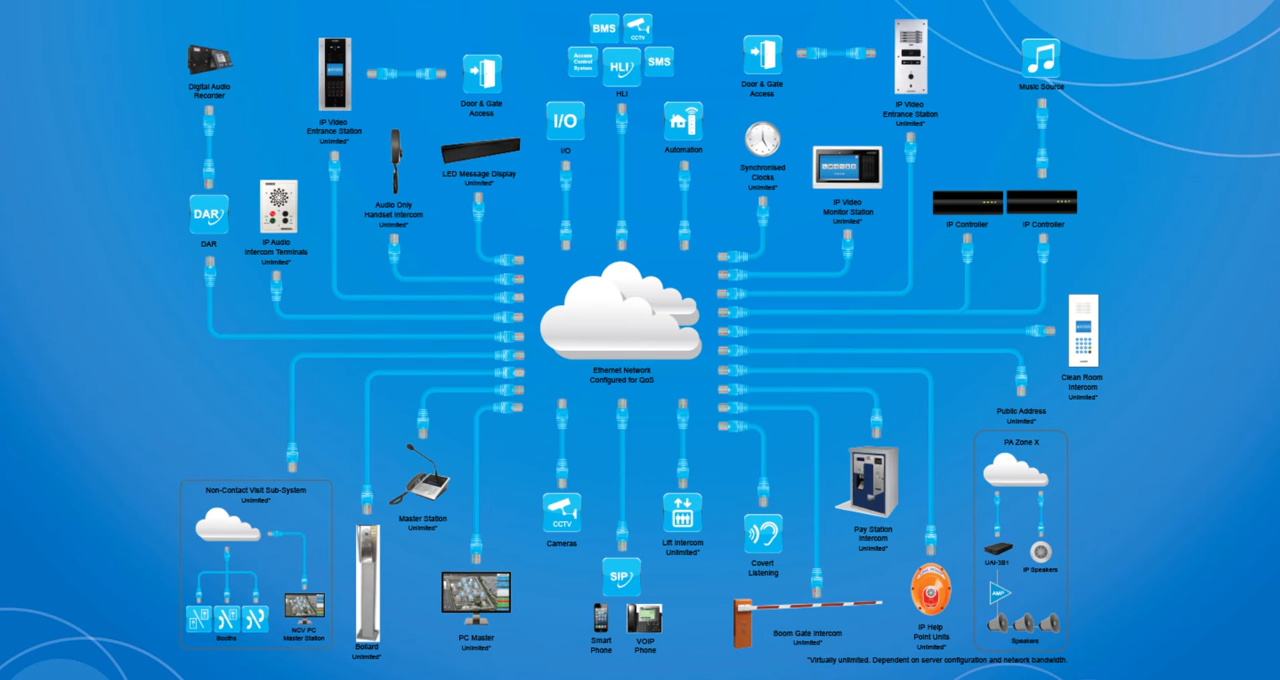 BMS
CCTV
Access
Control
System
HLI
SMS
HLI
Digital Audio
Recorder
IP Video
Entrance Station
Unlimited*
Door & Gate
Access
I/O
I/O
Automation
Door & Gate
Access
IP Video
Entrance Station
Unlimited*
Music Source
LED Message Display
Unlimited*
Synchronised
Clocks
Unlimited*
Audio Only
Handset Intercom
Unlimited*
IP Video
Monitor Station
Unlimited*
IP Controller
IP Controller
DAR
DAR
IP Audio
Intercom Terminals
Unlimited*
Ethernet Network
Configured for QoS
Clean Room
Intercom
Unlimited*
Public Address
Unlimited*
PA Zone X
UAI-3B1
IP Speakers
AMP
Speakers
Non-Contact Visit Sub-System
Unlimited*
Booths
NCV PC
Master Station
Bollard
Unlimited*
Master Station
Unlimited*
PC Master
Unlimited*
CCTV
Cameras
SIP
Smart
Phone
VOIP
Phone
Lift Intercom
Unlimited*
Covert
Listening
Boom Gate Intercom
Unlimited*
Pay Station
Intercom
Unlimited*
IP Help
Point Units
Unlimited*
*Virtually unlimited. Dependent on server configuration and network bandwidth.